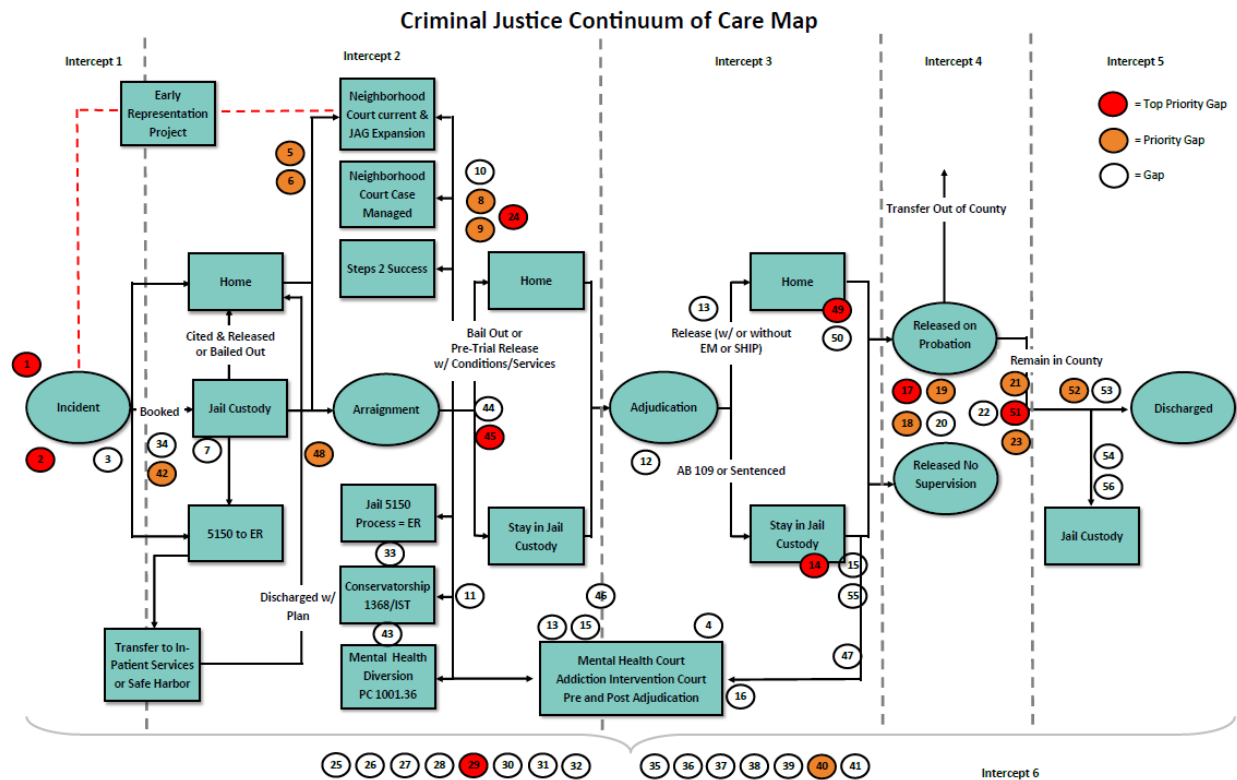 Criminal Justice Continuum of Care Map
Intercept 1
Intercept 2
Intercept 3
Intercept 4
Intercept 5
Early
Representation
Project
Neighborhood
Court current &
JAG Expansion
= Top Priority Gap
= Priority Gap
= Gap
5
6
10
8
9
24
Neighborhood
Court Case
Managed
Steps 2 Success
Transfer Out of County
Home
Cited & Released
or Bailed Out
Home
Bail Out or
Pre-Trial Release
w/ Conditions/Services
13
Home
49
50
Release (w/ or without
EM or SHIP)
Released on
Probation
Remain in County
1
Incident
2
3
Booked
34
42
Jail Custody
7
48
Arraignment
44
45
Adjudication
12
AB 109 or Sentenced
17
19
18
20
22
21
51
23
52
53
Discharged
54
56
Released No
Supervision
5150 to ER
Jail 5150
Process = ER
33
Stay in Jail
Custody
Stay in Jail
Custody
14
15
55
Jail Custody
Discharged w/
Plan
Conservatorship
1368/IST
11
46
43
13
15
4
47
Transfer to In-
Patient Services
or Safe Harbor
Mental Health
Diversion
PC 1001.36
Mental Health Court
Addiction Intervention Court
Pre and Post Adjudication
16
25
26
27
28
29
30
31
32
35
36
37
38
39
40
41
Intercept 6